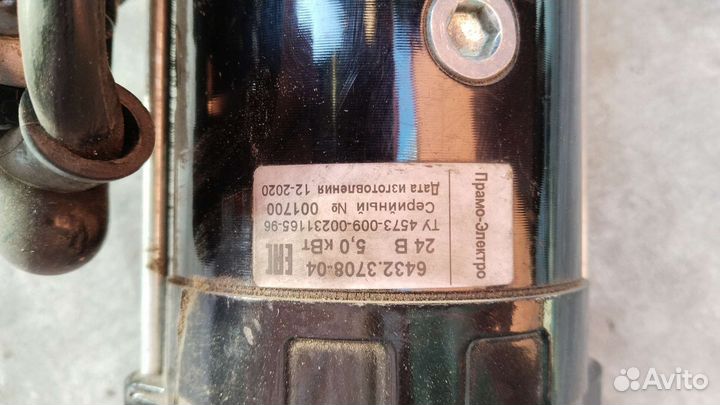 Прамо-Электро
6432.3708-04
24 В 5,0 кВт
ТУ 4573-009-00231165-96
Серийный № 001700
Дата изготовления 12-2020
EAC
Avito